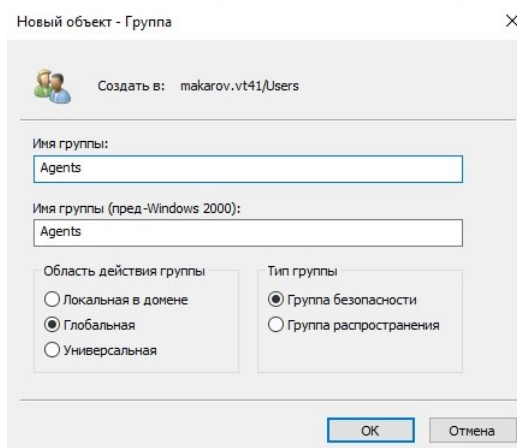 Новый объект - Группа
Создать в: makarov.vt41/Users
Имя группы:
Agents
Имя группы (пред-Windows 2000):
Agents
Область действия группы
Локальная в домене
Глобальная
Универсальная
Тип группы
Группа безопасности
Группа распространения
ОК
Отмена